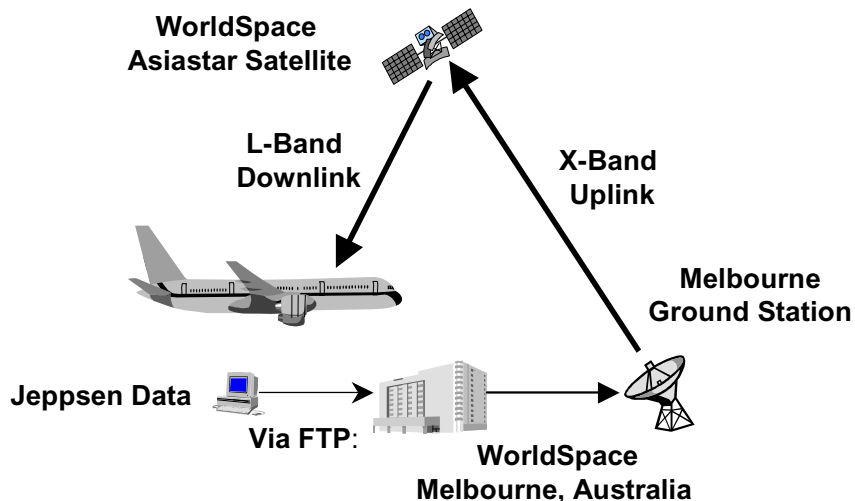 WorldSpace
Asiastar Satellite
L-Band
Downlink
X-Band
Uplink
Melbourne
Ground Station
Jeppsen Data
Via FTP:
WorldSpace
Melbourne, Australia